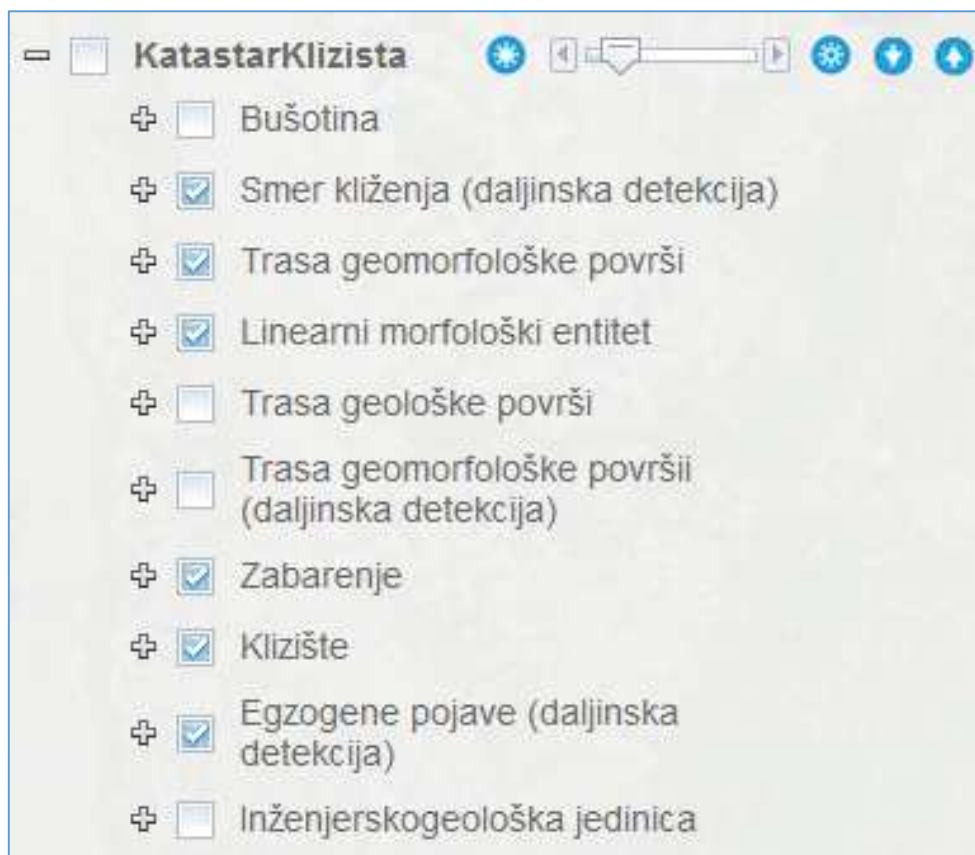 KatastarKlizista
Bušotina
Smer kliženja (daljinska detekcija)
Trasa geomorfološke površi
Linearni morfološki entitet
Trasa geološke površi
Trasa geomorfološke površii
(daljinska detekcija)
Zabarenje
Klizište
Egzogene pojave (daljinska
detekcija)
Inženjerskogeološka jedinica